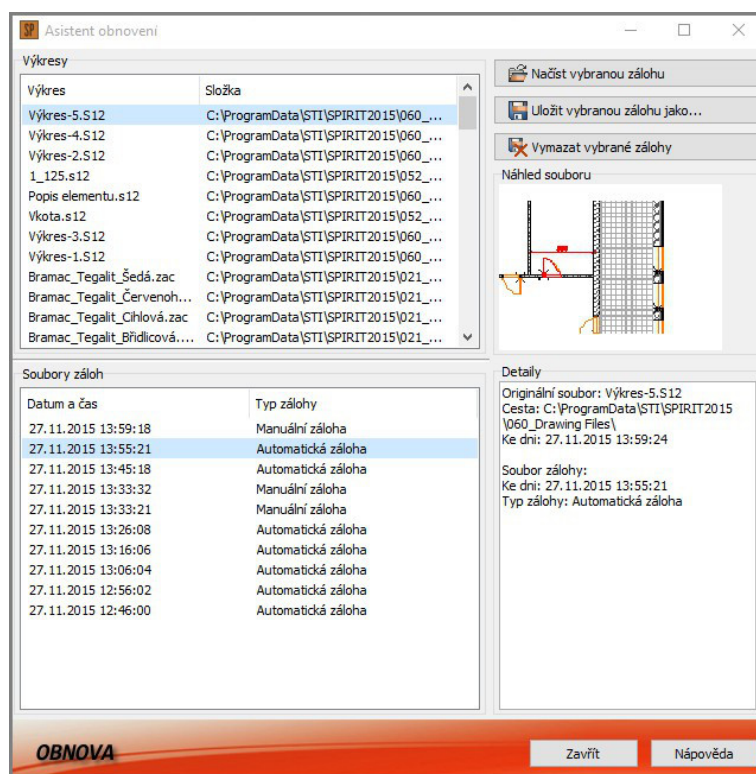 SP Asistent obnovení
Výkresy
Výkres Složka
Výkres-5.S12 C:\ProgramData\STI\SPIRIT2015\060_...
Výkres-4.S12 C:\ProgramData\STI\SPIRIT2015\060_...
Výkres-2.S12 C:\ProgramData\STI\SPIRIT2015\060_...
1_125.s12 C:\ProgramData\STI\SPIRIT2015\052_...
Popis elementu.s12 C:\ProgramData\STI\SPIRIT2015\060_...
Vkota.s12 C:\ProgramData\STI\SPIRIT2015\052_...
Výkres-3.S12 C:\ProgramData\STI\SPIRIT2015\060_...
Výkres-1.S12 C:\ProgramData\STI\SPIRIT2015\060_...
Bramac_Tegalit_Šedá.zac C:\ProgramData\STI\SPIRIT2015\021_...
Bramac_Tegalit_Červenoh... C:\ProgramData\STI\SPIRIT2015\021_...
Bramac_Tegalit_Cihlová.zac C:\ProgramData\STI\SPIRIT2015\021_...
Bramac_Tegalit_Břidlicová.... C:\ProgramData\STI\SPIRIT2015\021_...
Načíst vybranou zálohu
Uložit vybranou zálohu jako...
Vymazat vybrané zálohy
Náhled souboru
Soubory záloh
Datum a čas Typ zálohy
27.11.2015 13:59:18 Manuální záloha
27.11.2015 13:55:21 Automatická záloha
27.11.2015 13:45:18 Automatická záloha
27.11.2015 13:33:32 Manuální záloha
27.11.2015 13:33:21 Manuální záloha
27.11.2015 13:26:08 Automatická záloha
27.11.2015 13:16:06 Automatická záloha
27.11.2015 13:06:04 Automatická záloha
27.11.2015 12:56:02 Automatická záloha
27.11.2015 12:46:00 Automatická záloha
Detaily
Originální soubor: Výkres-5.S12
Cesta: C:\ProgramData\STI\SPIRIT2015
\060_Drawing Files\
Ke dni: 27.11.2015 13:59:24
Soubor zálohy:
Ke dni: 27.11.2015 13:55:21
Typ zálohy: Automatická záloha
OBNOVA
Zavřít
Nápověda